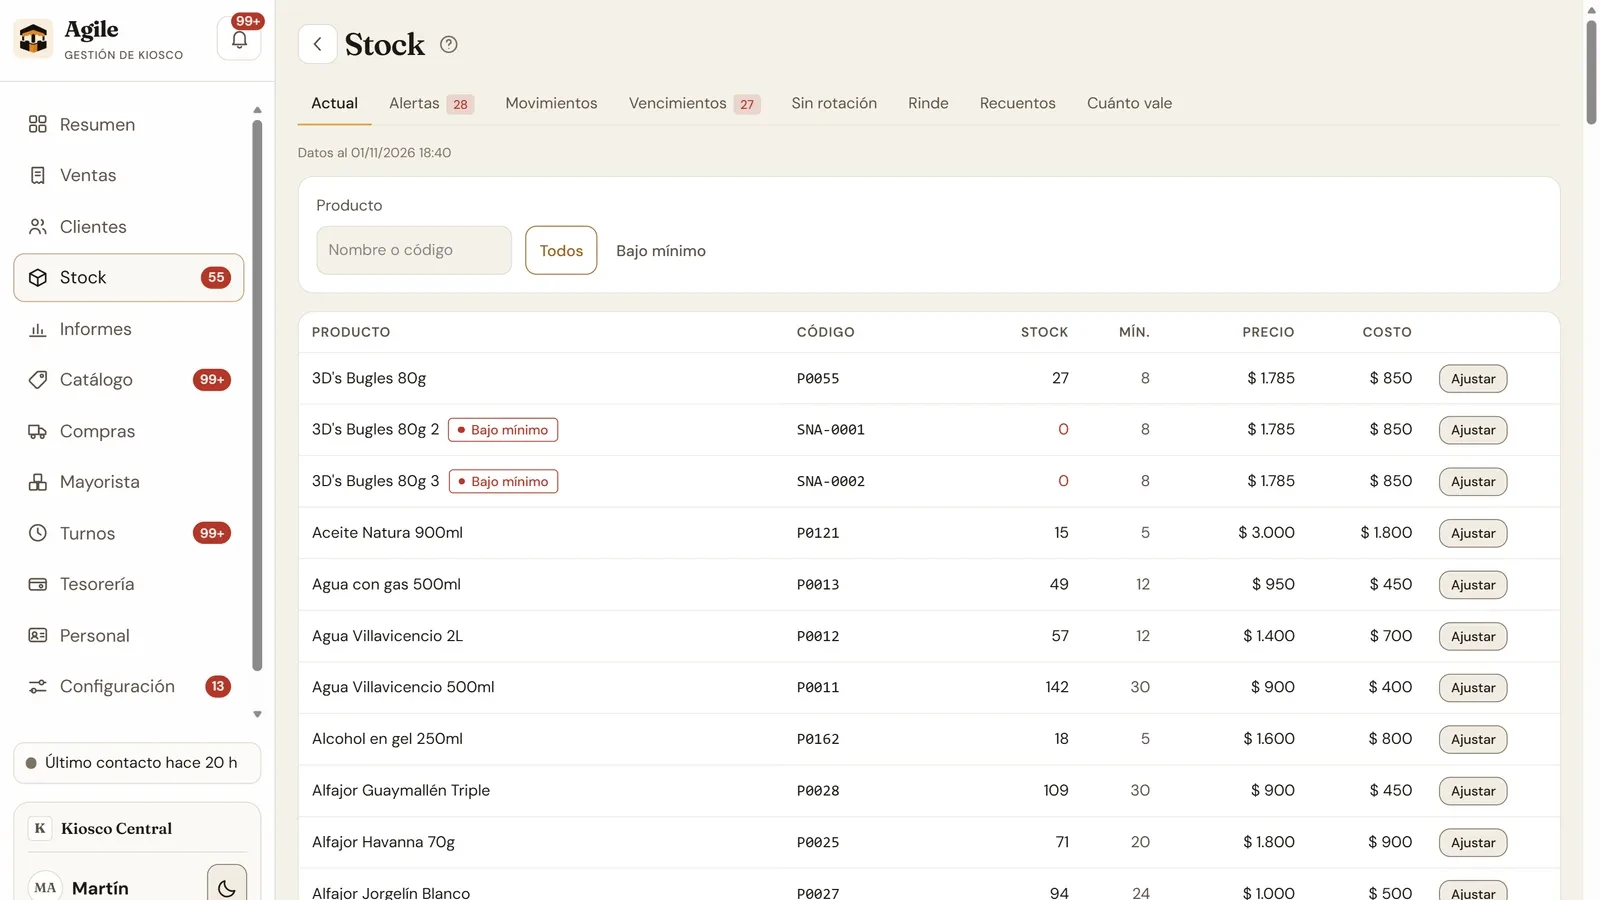 Agile
GESTIÓN DE KIOSCO
99+
Resumen
Ventas
Clientes
Stock 55
Informes
Catálogo 99+
Compras
Mayorista
Turnos 99+
Tesorería
Personal
Configuración 13
Último contacto hace 20 h
K Kiosco Central
MA Martín
Stock ?
Actual Alertas 28 Movimientos Vencimientos 27 Sin rotación Rinde Recuentos Cuánto vale
Datos al 01/11/2026 18:40
Producto
Nombre o código Todos Bajo mínimo
PRODUCTO CÓDIGO STOCK MÍN. PRECIO COSTO
3D's Bugles 80g P0055 27 8 $ 1.785 $ 850 Ajustar
3D's Bugles 80g 2 Bajo mínimo SNA-0001 0 8 $ 1.785 $ 850 Ajustar
3D's Bugles 80g 3 Bajo mínimo SNA-0002 0 8 $ 1.785 $ 850 Ajustar
Aceite Natura 900ml P0121 15 5 $ 3.000 $ 1.800 Ajustar
Agua con gas 500ml P0013 49 12 $ 950 $ 450 Ajustar
Agua Villavicencio 2L P0012 57 12 $ 1.400 $ 700 Ajustar
Agua Villavicencio 500ml P0011 142 30 $ 900 $ 400 Ajustar
Alcohol en gel 250ml P0162 18 5 $ 1.600 $ 800 Ajustar
Alfajor Guaymallén Triple P0028 109 30 $ 900 $ 450 Ajustar
Alfajor Havanna 70g P0025 71 20 $ 1.800 $ 900 Ajustar
Alfajor Jorgelín Blanco P0027 94 24 $ 1.000 $ 500 Ajustar